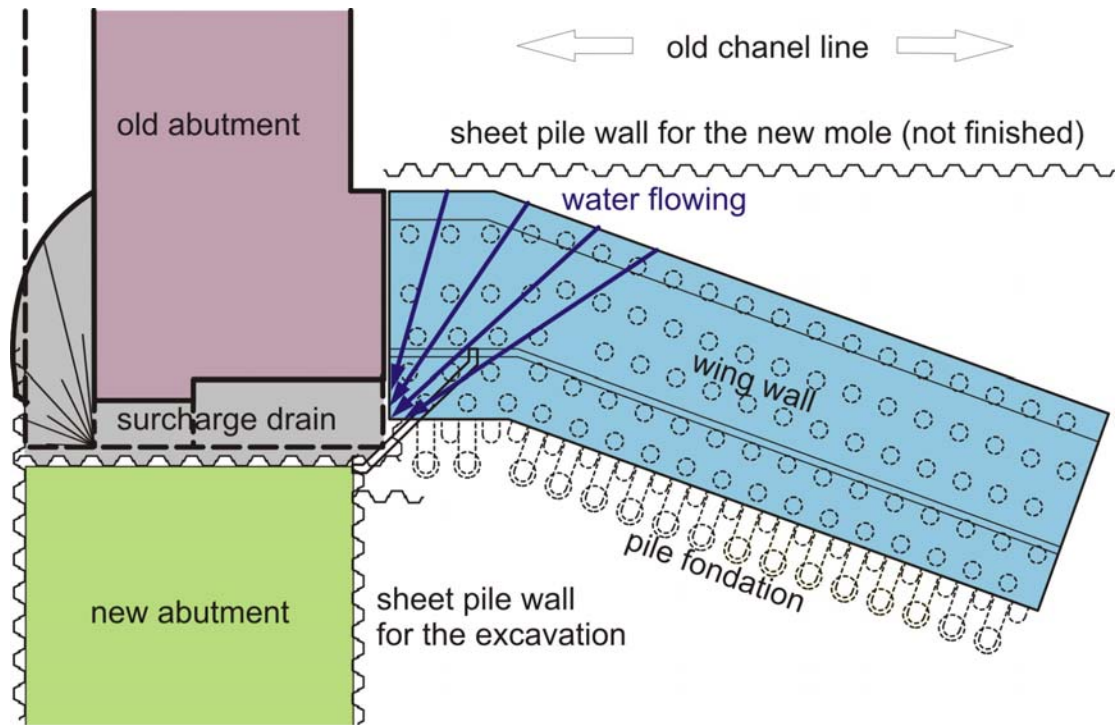 old chanel line
old abutment
sheet pile wall for the new mole (not finished)
water flowing
wing wall
surcharge drain
pile fondation
new abutment
sheet pile wall
for the excavation